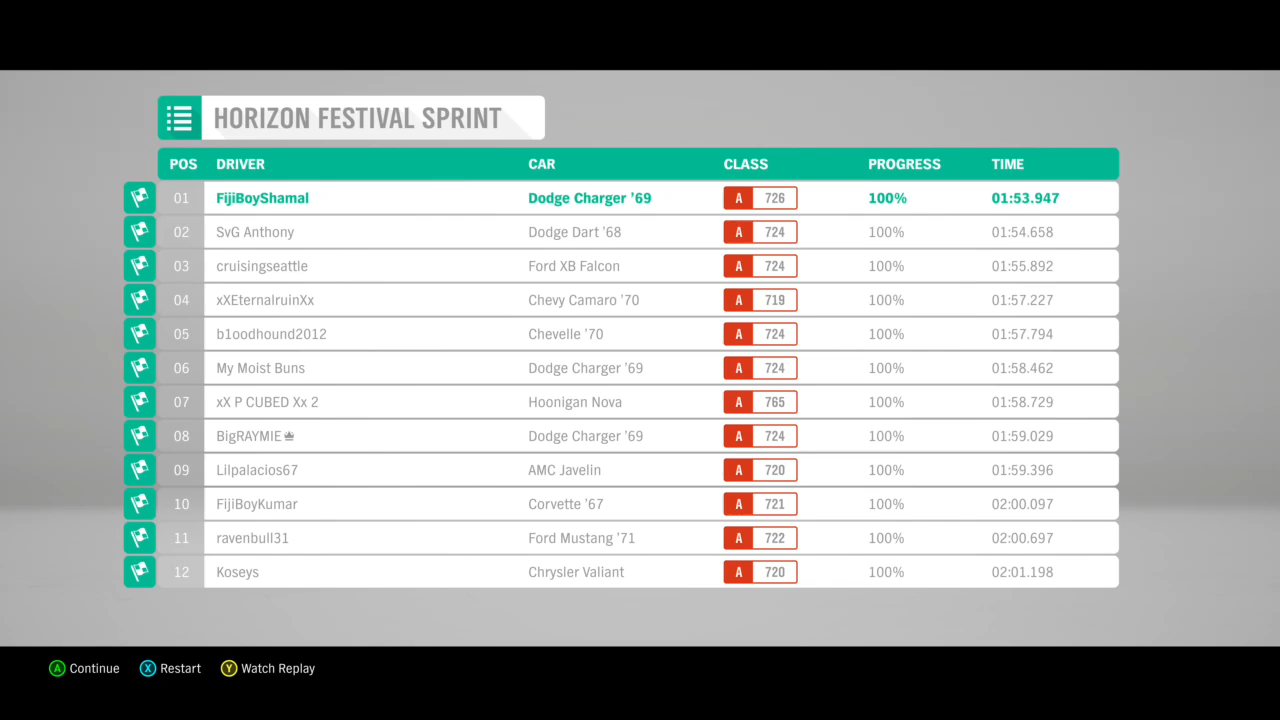 HORIZON FESTIVAL SPRINT
POS DRIVER CAR CLASS PROGRESS TIME
01 FijiBoyShamal Dodge Charger '69 A 726 100% 01:53.947
02 SvG Anthony Dodge Dart '68 A 724 100% 01:54.658
03 cruisingseattle Ford XB Falcon A 724 100% 01:55.892
04 xXEternalruinXx Chevy Camaro '70 A 719 100% 01:57.227
05 b1oodhound2012 Chevelle '70 A 724 100% 01:57.794
06 My Moist Buns Dodge Charger '69 A 724 100% 01:58.462
07 xX P CUBED Xx 2 Hoonigan Nova A 765 100% 01:58.729
08 BigRAYMIE Dodge Charger '69 A 724 100% 01:59.029
09 Lilpalacios67 AMC Javelin A 720 100% 01:59.396
10 FijiBoyKumar Corvette '67 A 721 100% 02:00.097
11 ravenbull31 Ford Mustang '71 A 722 100% 02:00.697
12 Koseys Chrysler Valiant A 720 100% 02:01.198
A Continue X Restart Y Watch Replay